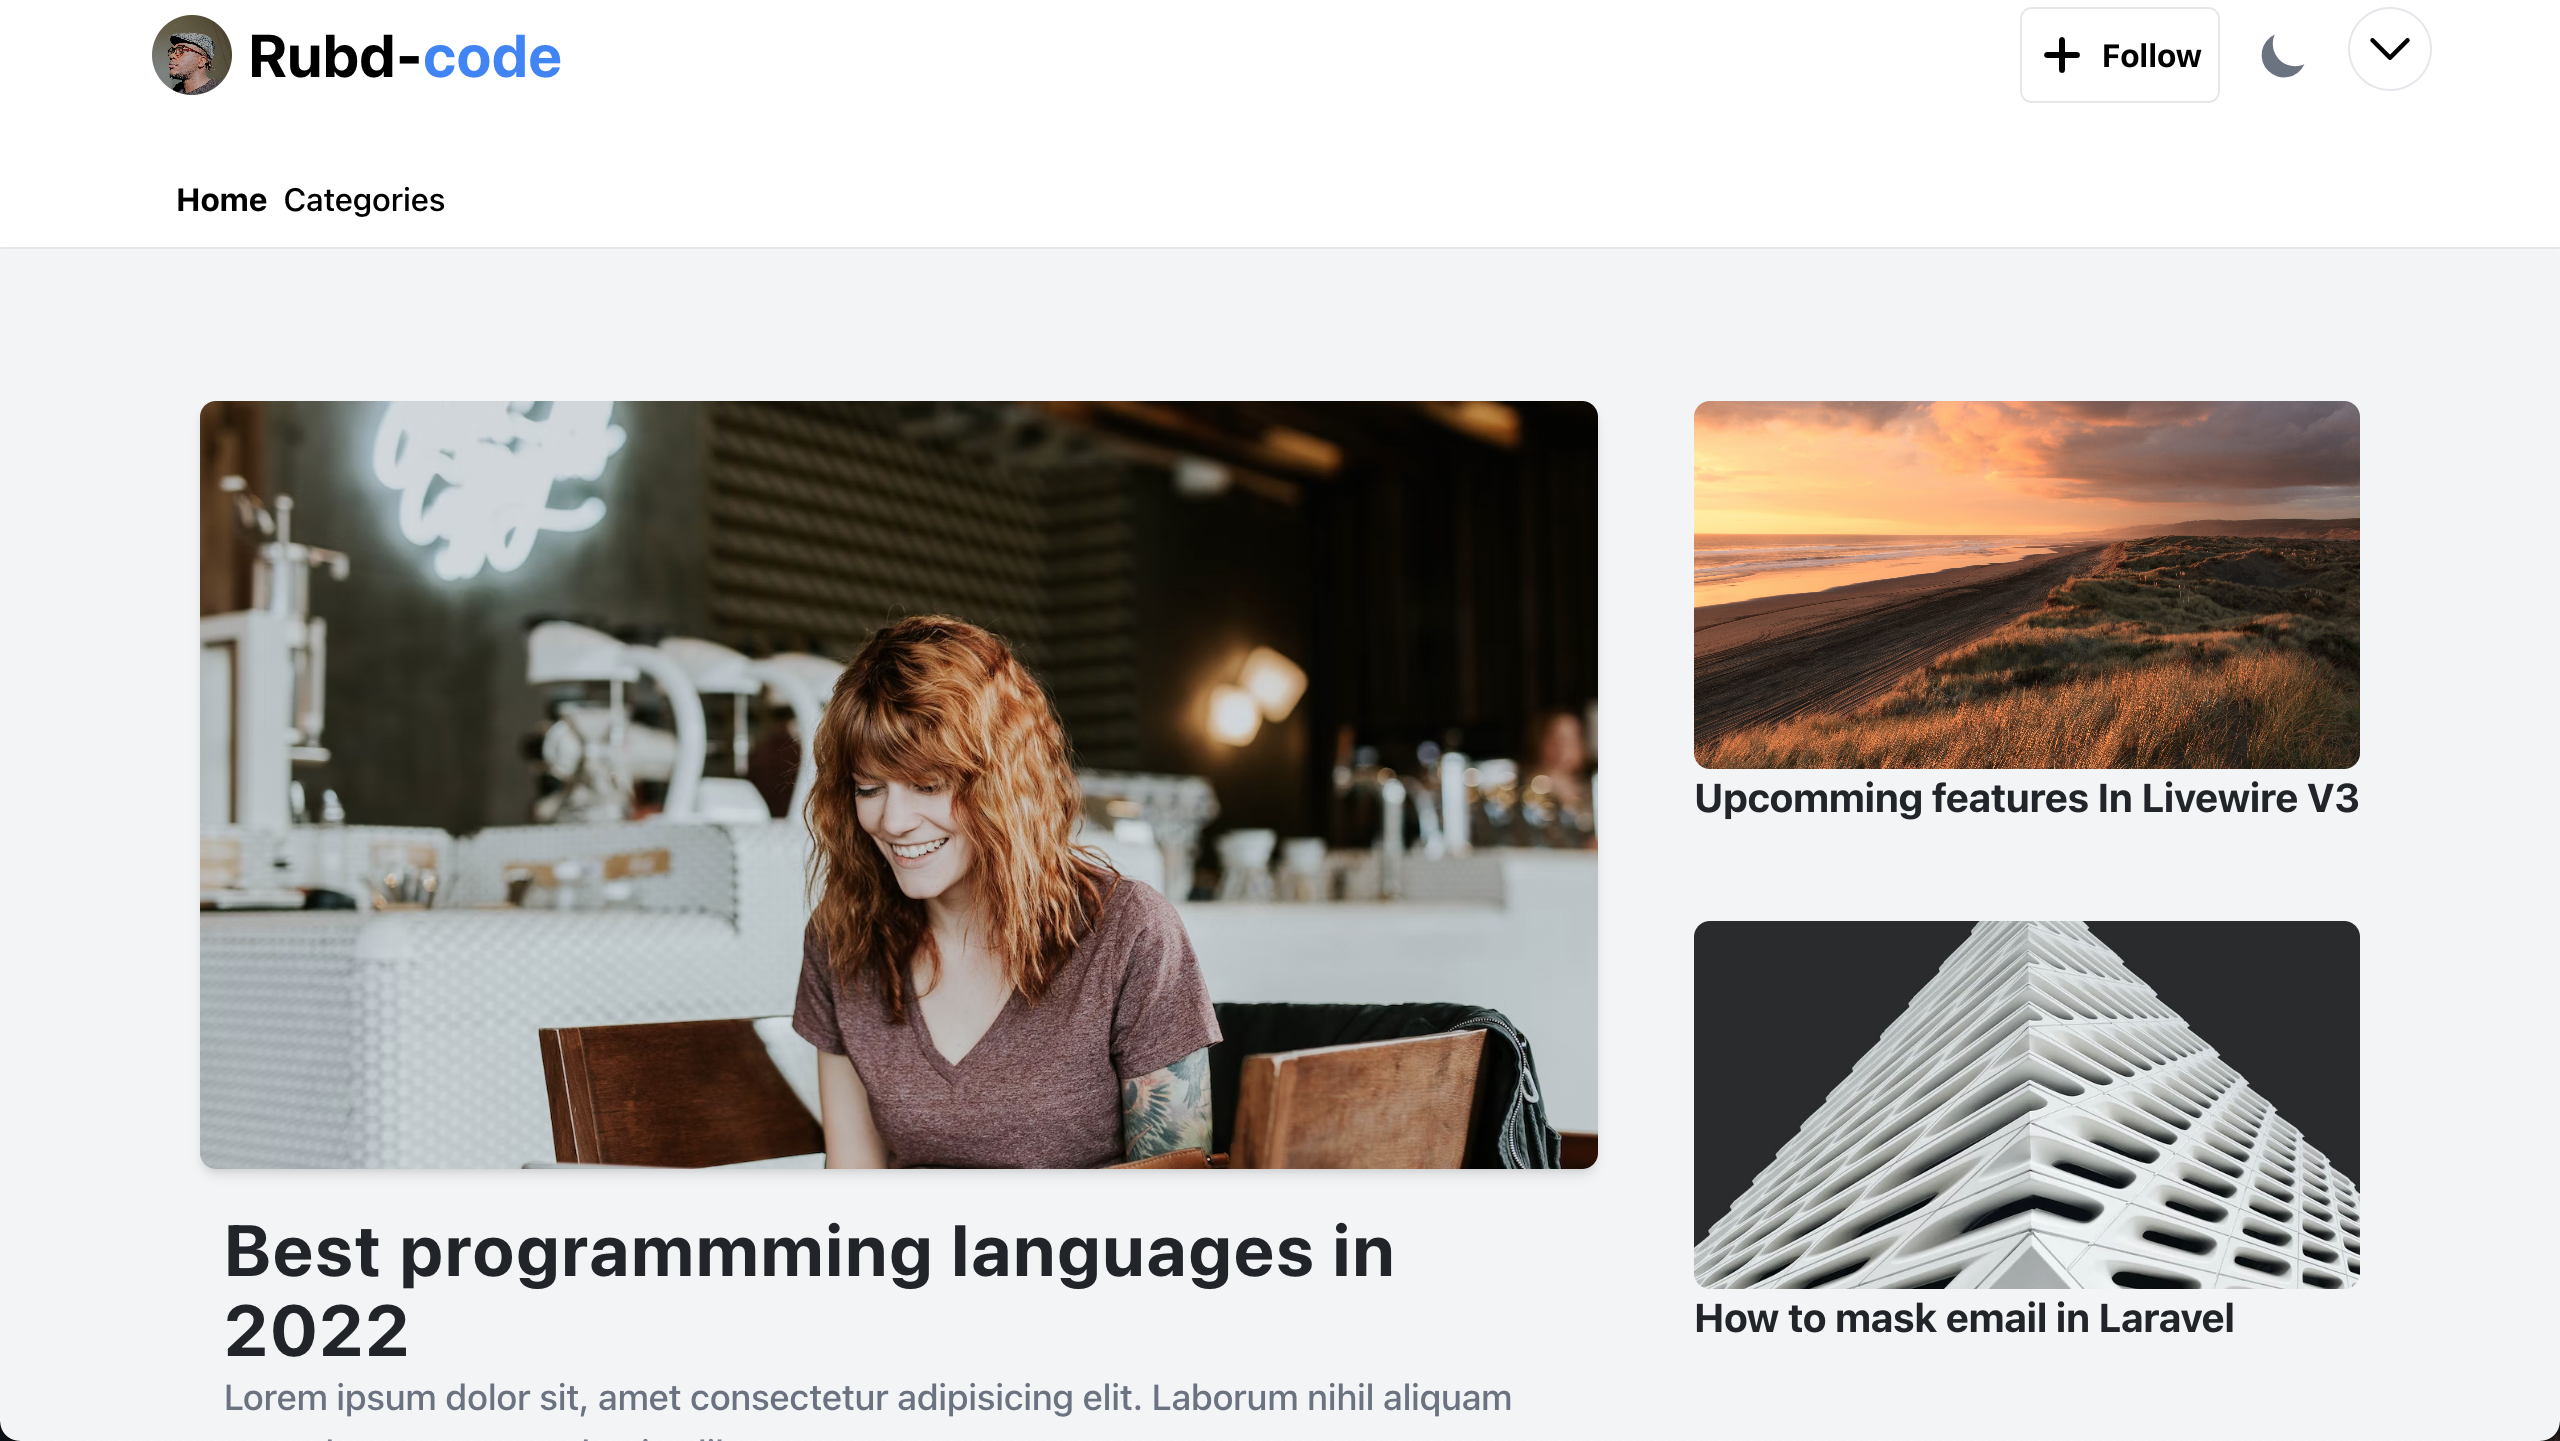 Rubd-code
Follow
Home Categories
Upcomming features In Livewire V3
How to mask email in Laravel
Best programmming languages in
2022
Lorem ipsum dolor sit, amet consectetur adipisicing elit. Laborum nihil aliquam